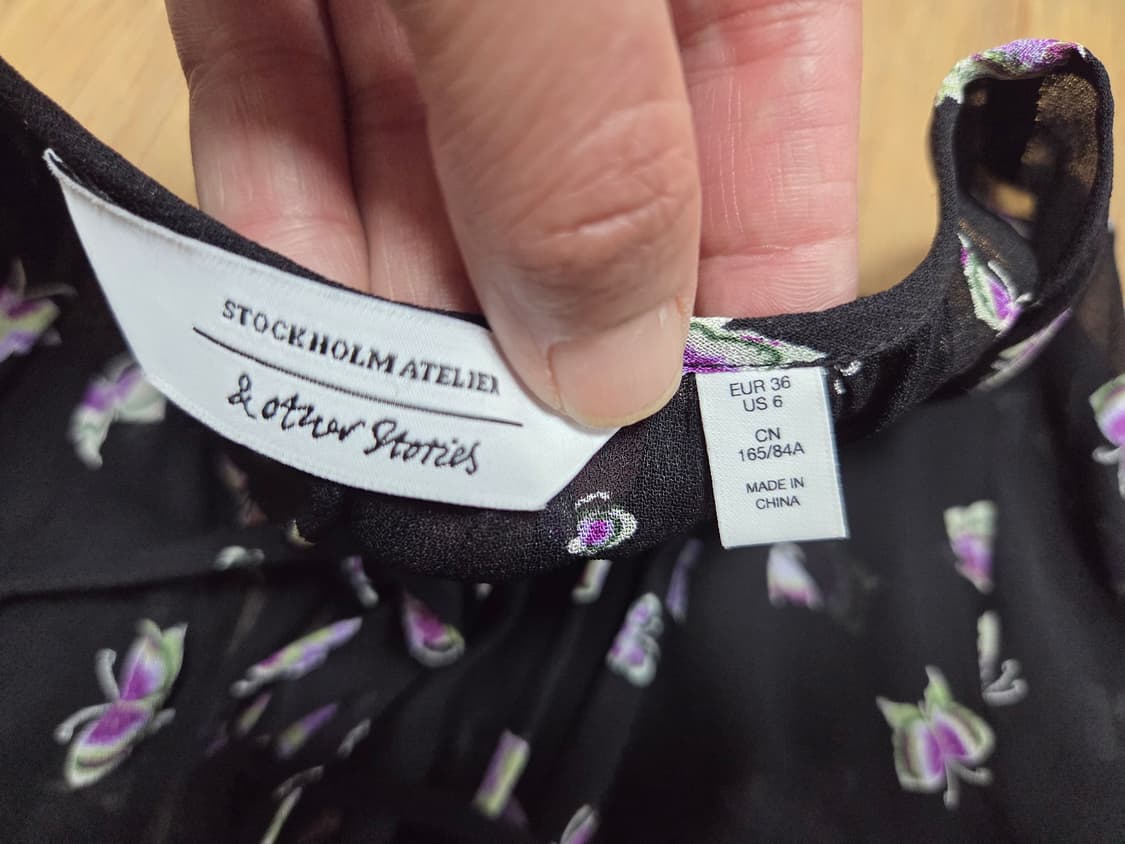 STOCKHOLM ATELIER
& other Stories
EUR 36
US 6
CN
165/84A
MADE IN
CHINA